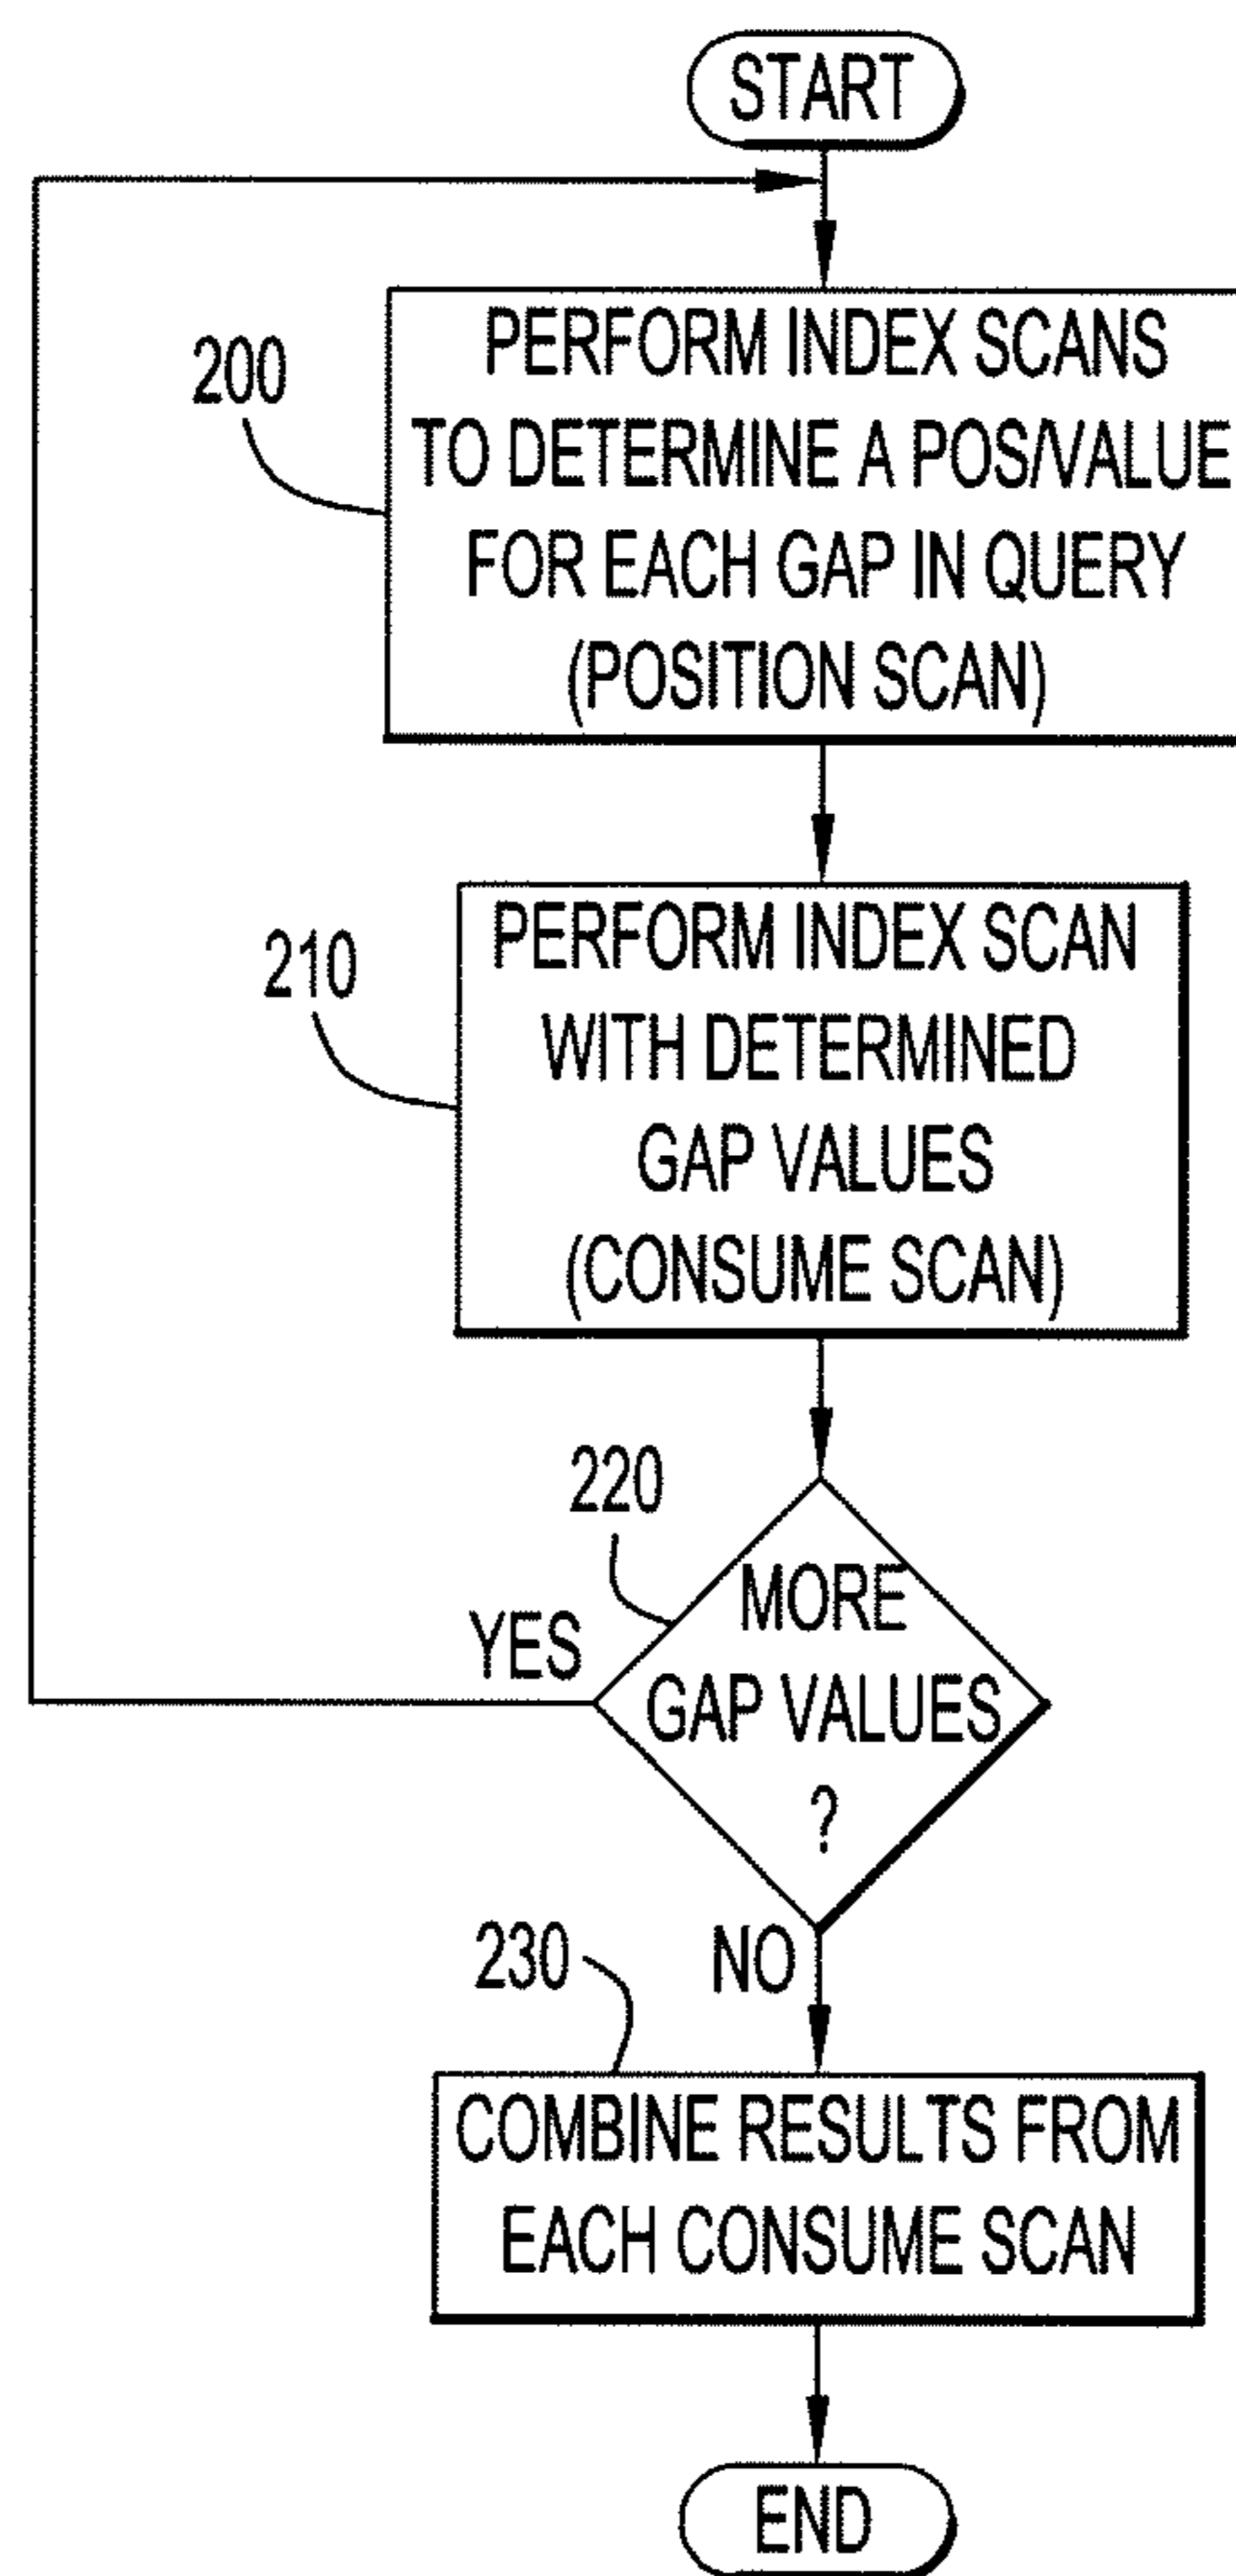 START
200
PERFORM INDEX SCANS
TO DETERMINE A POS/VALUE
FOR EACH GAP IN QUERY
(POSITION SCAN)
210
PERFORM INDEX SCAN
WITH DETERMINED
GAP VALUES
(CONSUME SCAN)
220
MORE
GAP VALUES
?
YES
NO
230
COMBINE RESULTS FROM
EACH CONSUME SCAN
END